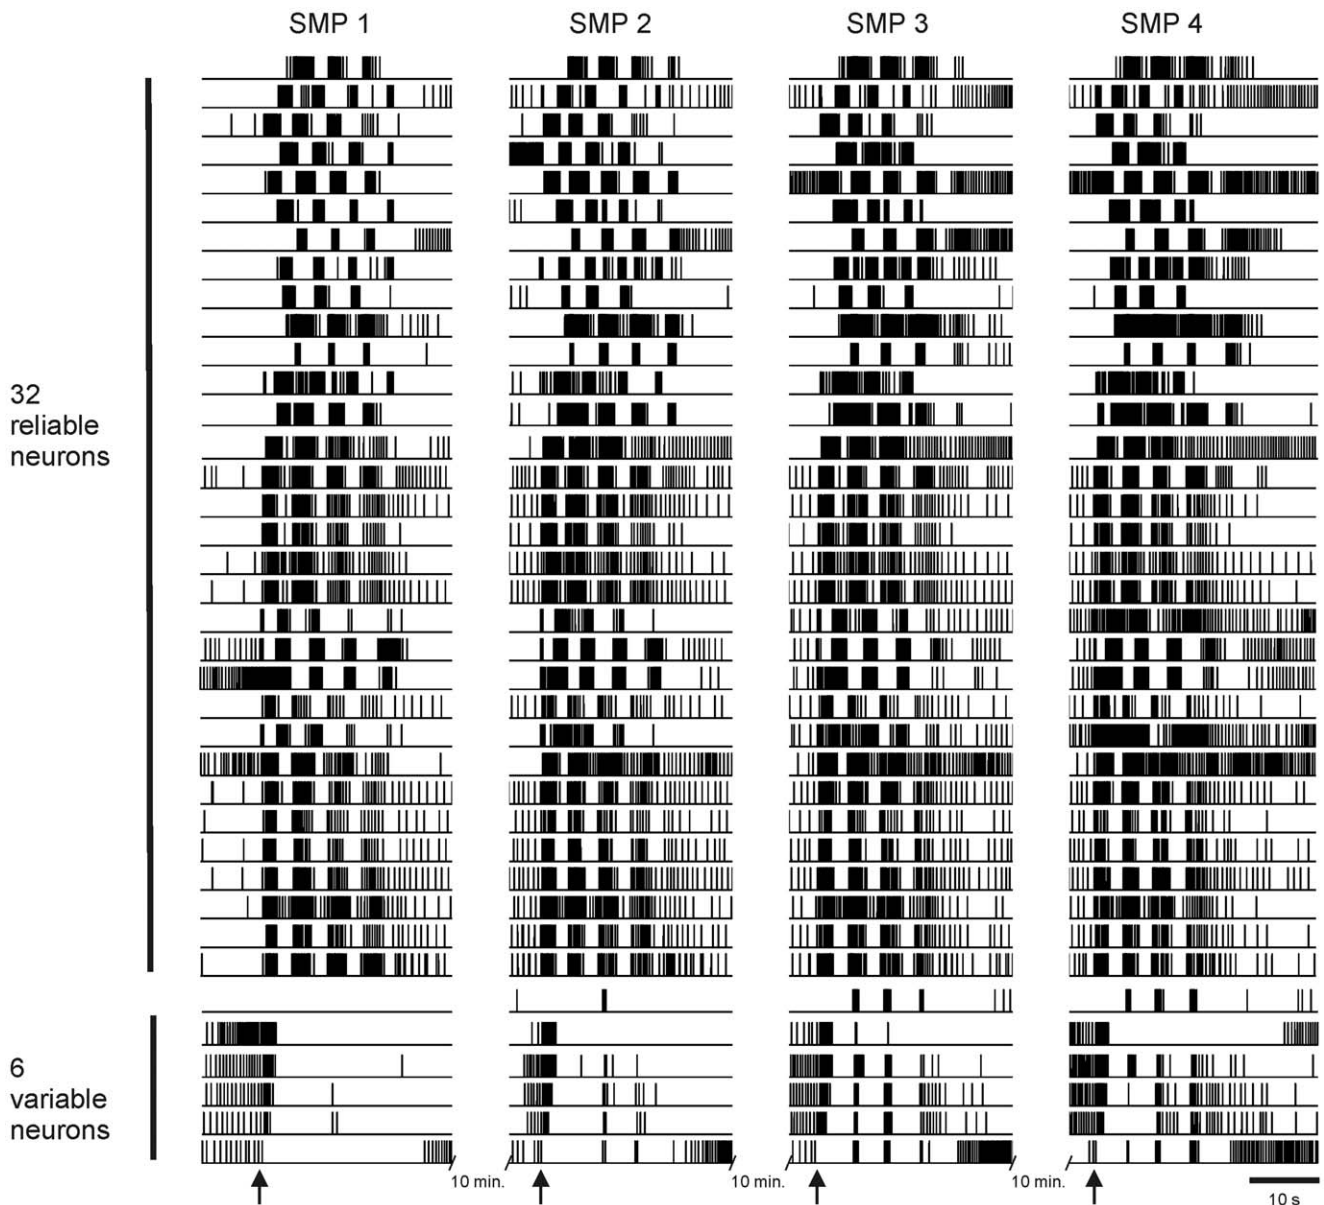 SMP 1
SMP 2
SMP 3
SMP 4
32
reliable
neurons
6
variable
neurons
10 min.
10 min.
10 min.
10 s